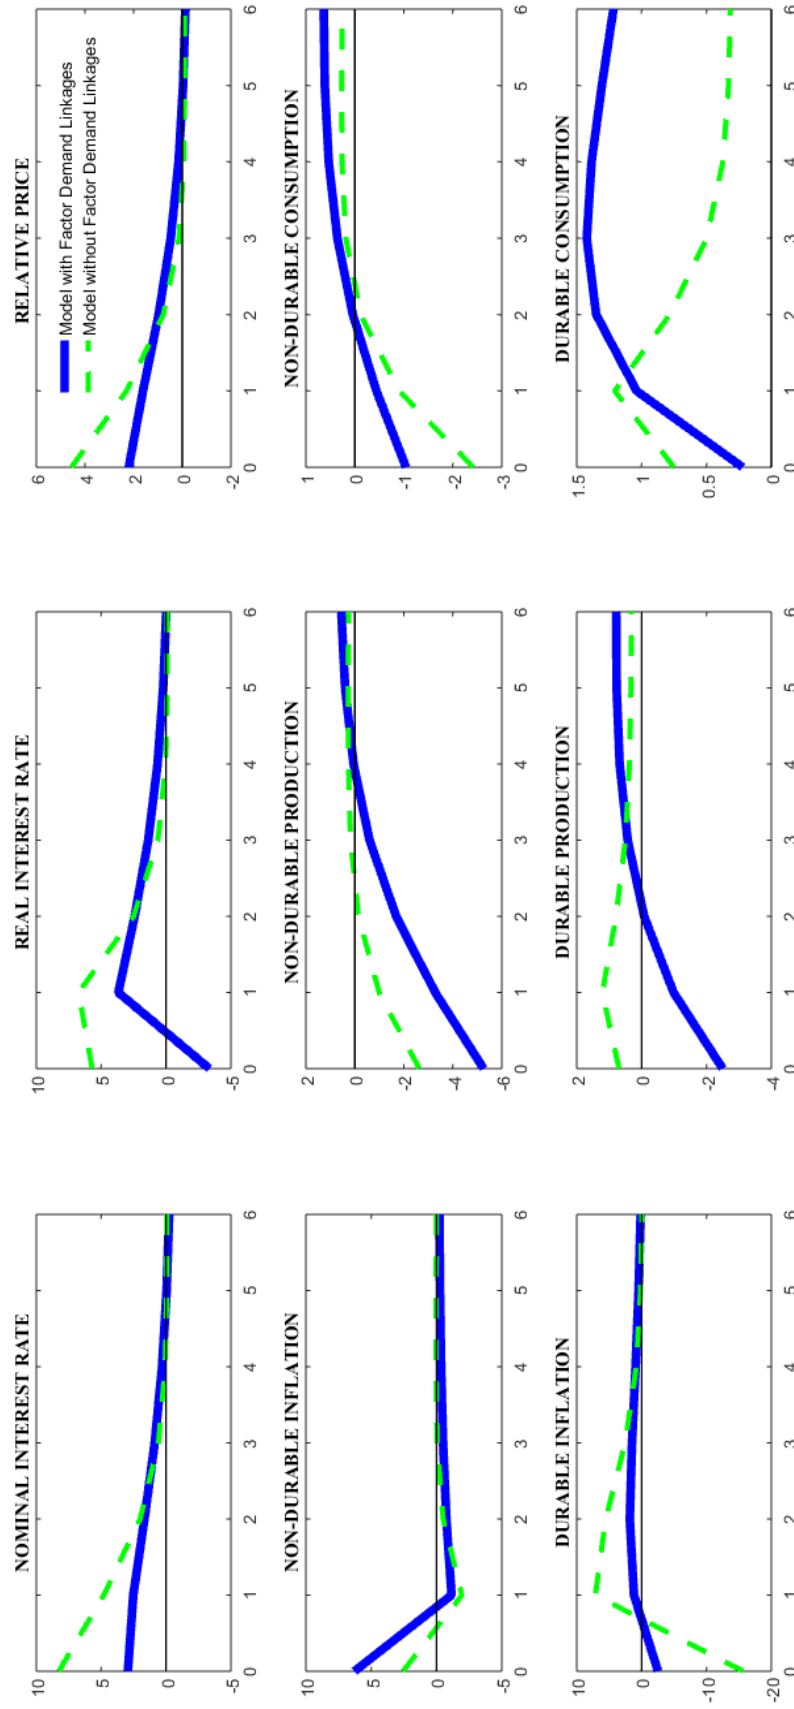 NOMINAL INTEREST RATE
10
5
0
-5
0 1 2 3 4 5 6
REAL INTEREST RATE
10
5
0
-5
0 1 2 3 4 5 6
RELATIVE PRICE
6
4
2
0
-2
0 1 2 3 4 5 6
Model with Factor Demand Linkages
Model without Factor Demand Linkages
NON-DURABLE INFLATION
10
5
0
-5
0 1 2 3 4 5 6
NON-DURABLE PRODUCTION
2
0
-2
-4
-6
0 1 2 3 4 5 6
NON-DURABLE CONSUMPTION
1
0
-1
-2
-3
0 1 2 3 4 5 6
DURABLE INFLATION
10
0
-10
-20
0 1 2 3 4 5 6
DURABLE PRODUCTION
2
0
-2
-4
0 1 2 3 4 5 6
DURABLE CONSUMPTION
1.5
1
0.5
0
0 1 2 3 4 5 6